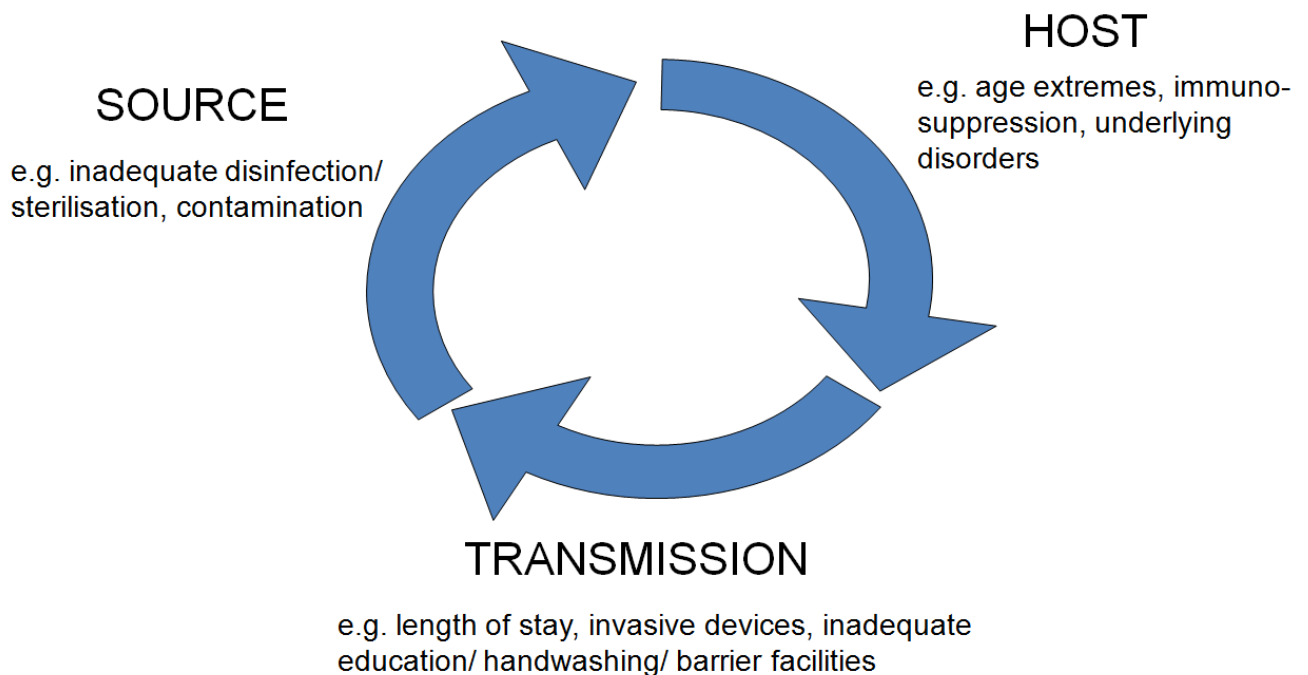 SOURCE
e.g. inadequate disinfection/
sterilisation, contamination
HOST
e.g. age extremes, immuno-
suppression, underlying
disorders
TRANSMISSION
e.g. length of stay, invasive devices, inadequate
education/ handwashing/ barrier facilities